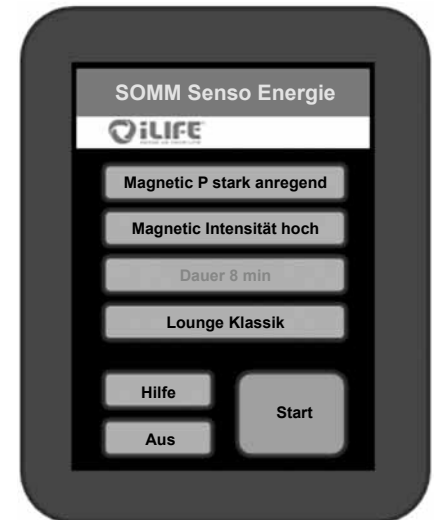 SOMM Senso Energie
iLIFE
Magnetic P stark anregend
Magnetic Intensität hoch
Dauer 8 min
Lounge Klassik
Hilfe
Start
Aus